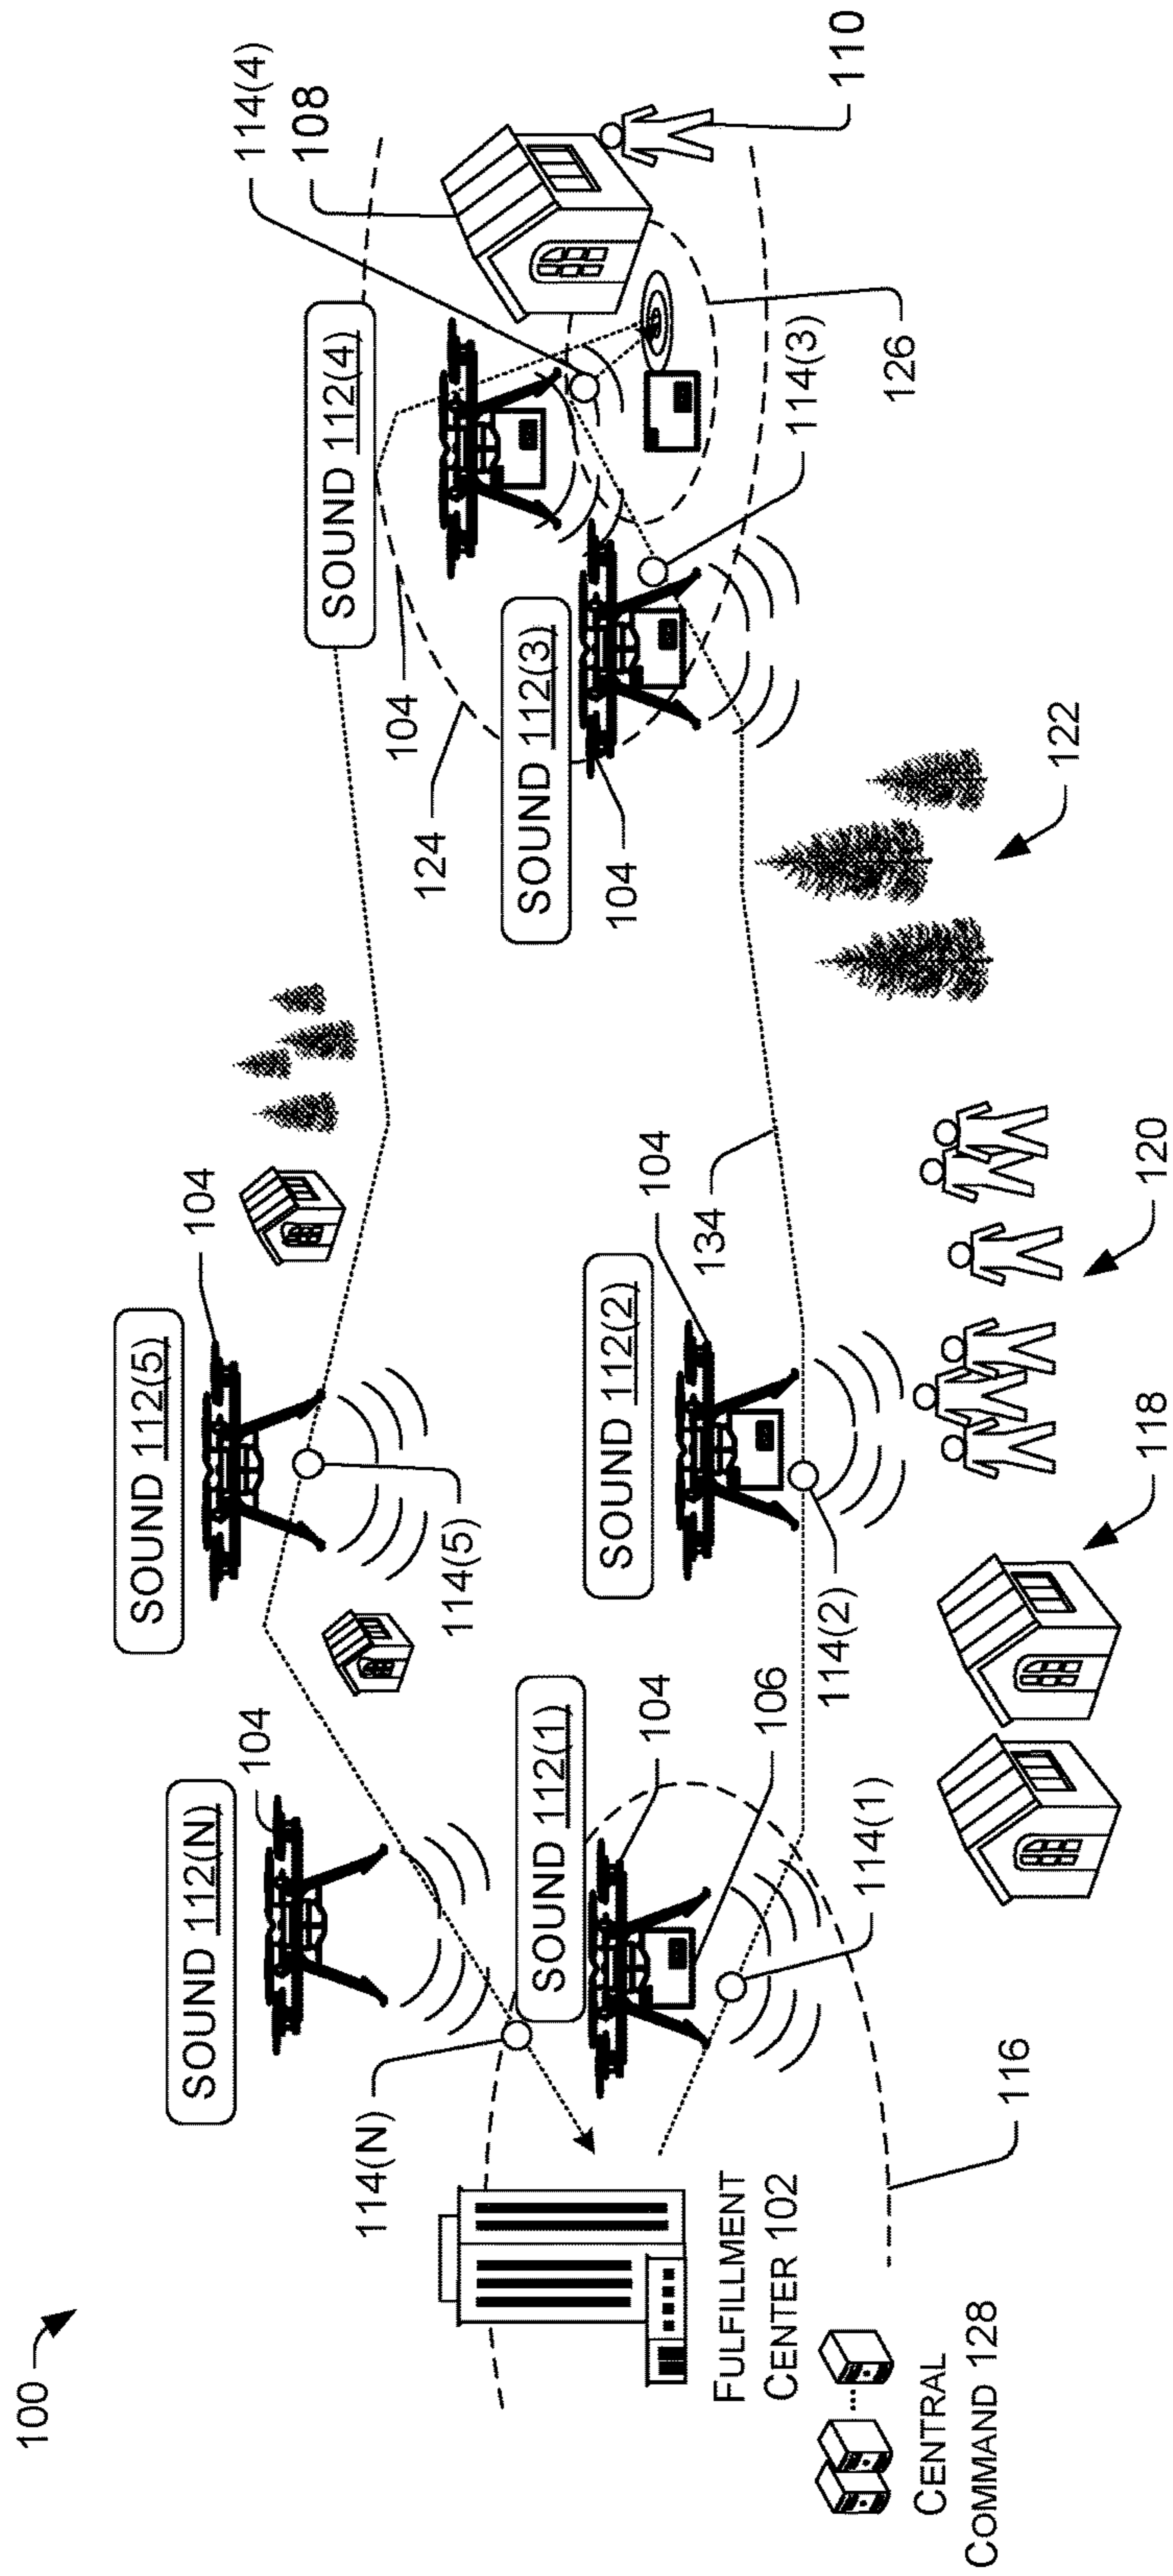 100
SOUND 112(N)
104
SOUND 112(5)
104
114(N)
114(5)
SOUND 112(4)
114(4)
108
104
124
SOUND 112(1)
104
106
114(1)
SOUND 112(2)
104
114(2)
134
SOUND 112(3)
104
114(3)
126
110
FULFILLMENT
CENTER 102
116
118
120
122
CENTRAL
COMMAND 128